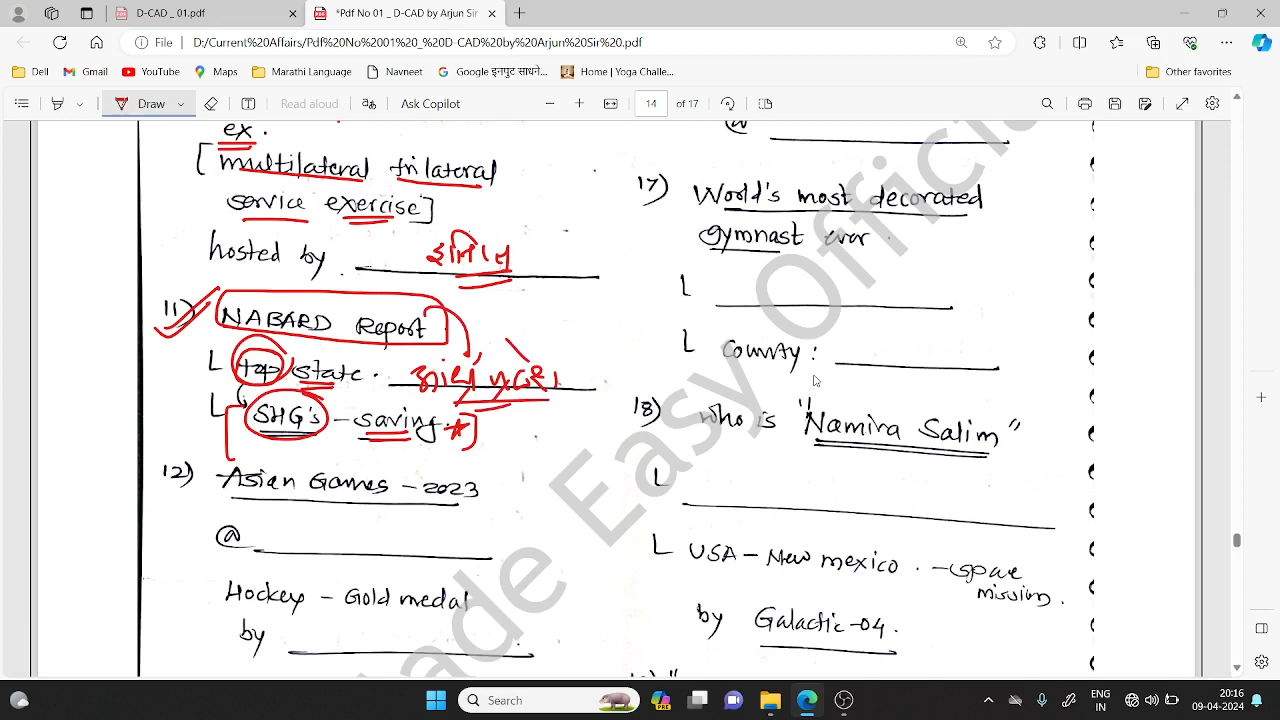 D-CAD _ 01.pdf
*Pdf No 01 _ D-CAD by Arjun Sir
File
D:/Current%20Affairs/Pdf%20No%2001%20_%20D CAD%20by%20Arjun%20Sir%20.pdf
Dell
Gmail
YouTube
Maps
Marathi Language
Navneet
Google इनपुट साधने...
Home | Yoga Challe...
Other favorites
Draw
Read aloud
Ask Copilot
14
of 17
ex.
[multilateral trilateral
service exercise]
hosted by
11) NABARD Report
L top state.
L SHG's - saving.
12) Asian Games - 2023
@
Hockey - Gold medal
by
@
17) World's most decorated
gymnast ever.
L
L county:
18) who is "Namira Salim"
L
L USA - New mexico. - space
mission.
by Galactic-04.
Made Easy Offici
Search
PRE
ENG
IN
20:16
09-04-2024